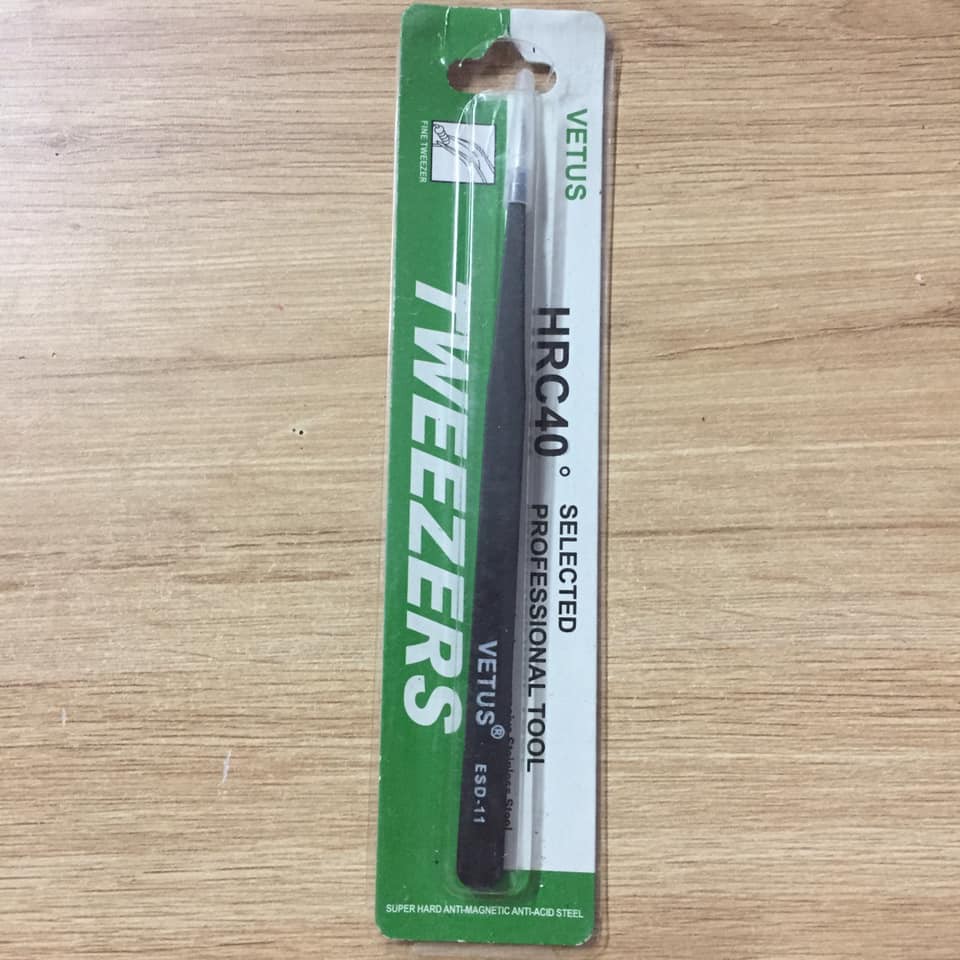 VETUS
FINE TWEEZER
HRC40°
SELECTED
PROFESSIONAL TOOL
TWEEZERS
Stainless Steel
VETUS®
ESD-11
SUPER HARD ANTI-MAGNETIC ANTI-ACID STEEL